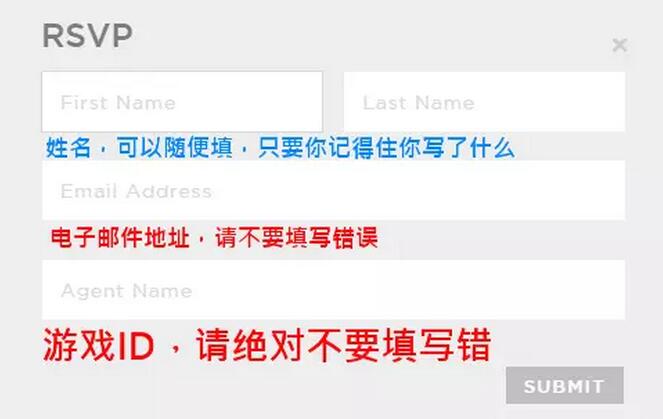 RSVP
×
First Name Last Name
姓名，可以随便填，只要你记得住你写了什么
Email Address
电子邮件地址，请不要填写错误
Agent Name
游戏ID，请绝对不要填写错
SUBMIT